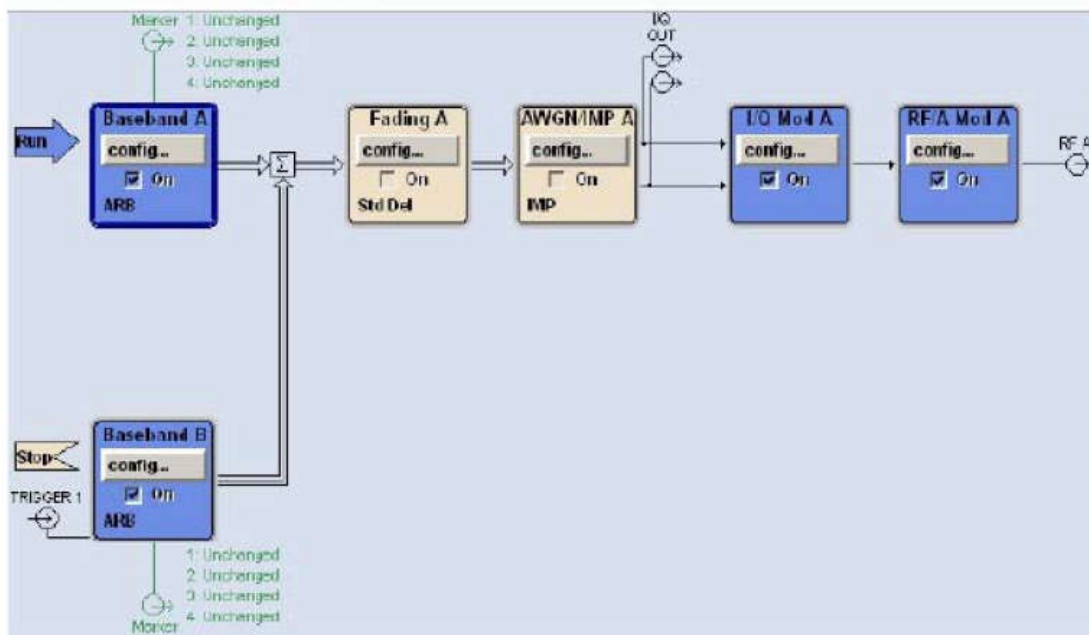 Marker 1: Unchanged
2: Unchanged
3: Unchanged
4: Unchanged
I/Q
OUT
Run
Baseband A
config...
On
ARB
Σ
Fading A
config...
On
Std Del
AWGN/IMP A
config...
On
IMP
I/Q Mod A
config...
On
RF/A Mod A
config...
On
RF A
Stop
TRIGGER 1
Baseband B
config...
On
ARB
1: Unchanged
2: Unchanged
3: Unchanged
4: Unchanged
Marker